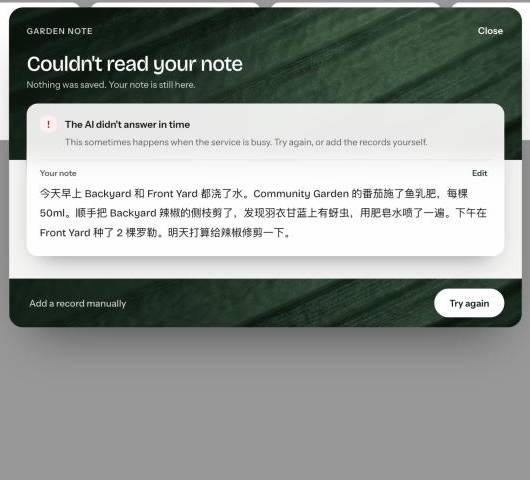 GARDEN NOTE
Close
Couldn't read your note
Nothing was saved. Your note is still here.
!
The AI didn't answer in time
This sometimes happens when the service is busy. Try again, or add the records yourself.
Your note
Edit
今天早上 Backyard 和 Front Yard 都浇了水。Community Garden 的番茄施了鱼乳肥，每棵
50ml。顺手把 Backyard 辣椒的侧枝剪了，发现羽衣甘蓝上有蚜虫，用肥皂水喷了一遍。下午在
Front Yard 种了 2 棵罗勒。明天打算给辣椒修剪一下。
Add a record manually
Try again